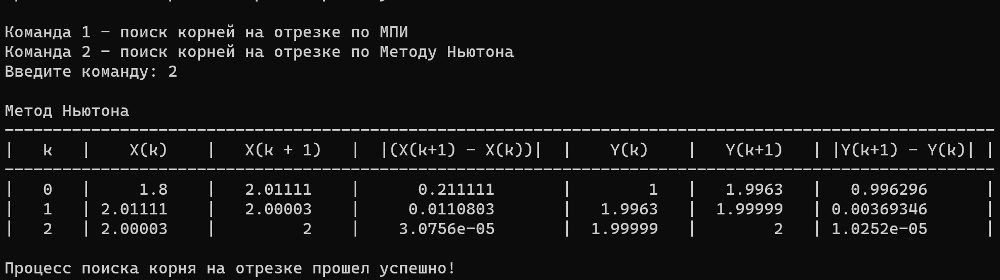 Команда 1 - поиск корней на отрезке по МПИ
Команда 2 - поиск корней на отрезке по Методу Ньютона
Введите команду: 2
Метод Ньютона
-------------------------------------------------------------------------------------------------------
|   k   |    X(k)    |   X(k + 1)   |  |(X(k+1) - X(k))|  |    Y(k)    |   Y(k+1)   | |Y(k+1) - Y(k)| |
-------------------------------------------------------------------------------------------------------
|   0   |     1.8    |   2.01111    |      0.211111       |        1   |   1.9963   |   0.996296      |
|   1   | 2.01111    |   2.00003    |     0.0110803       |   1.9963   |  1.99999   | 0.00369346      |
|   2   | 2.00003    |         2    |    3.0756e-05       |  1.99999   |        2   | 1.0252e-05      |
Процесс поиска корня на отрезке прошел успешно!